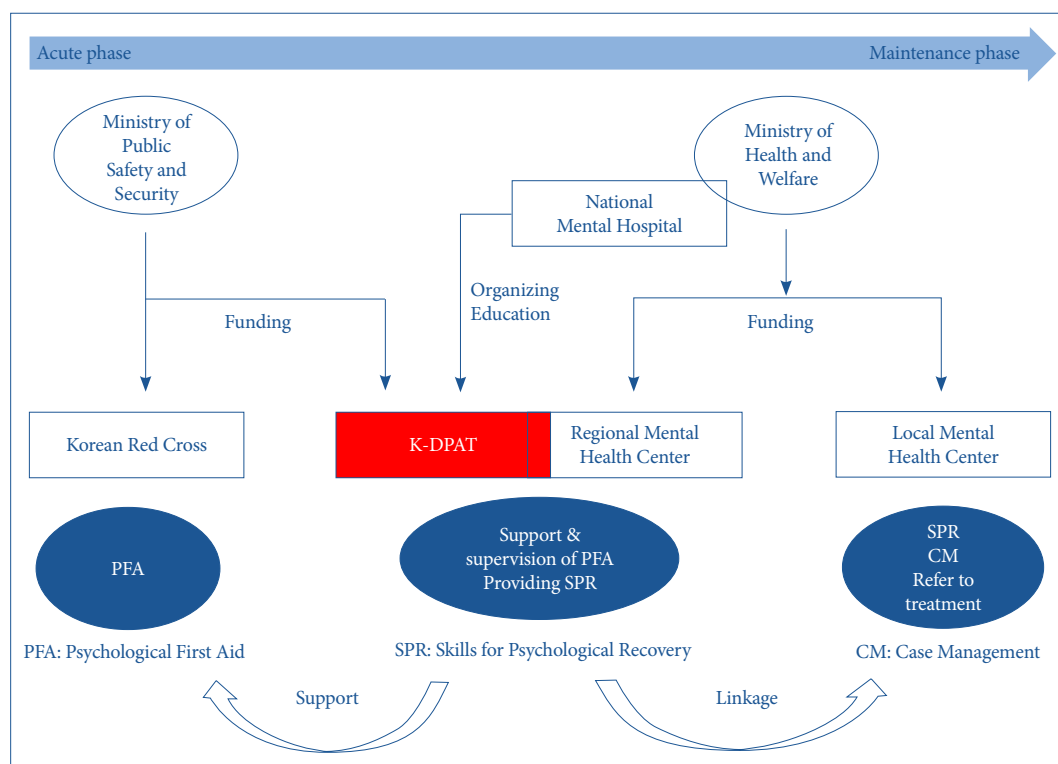 Acute phase
Maintenance phase
Ministry of
Public
Safety and
Security
Ministry of
Health and
Welfare
National
Mental Hospital
Organizing
Education
Funding
Funding
Korean Red Cross
K-DPAT
Regional Mental
Health Center
Local Mental
Health Center
PFA
Support &
supervision of PFA
Providing SPR
SPR
CM
Refer to
treatment
PFA: Psychological First Aid
SPR: Skills for Psychological Recovery
CM: Case Management
Support
Linkage